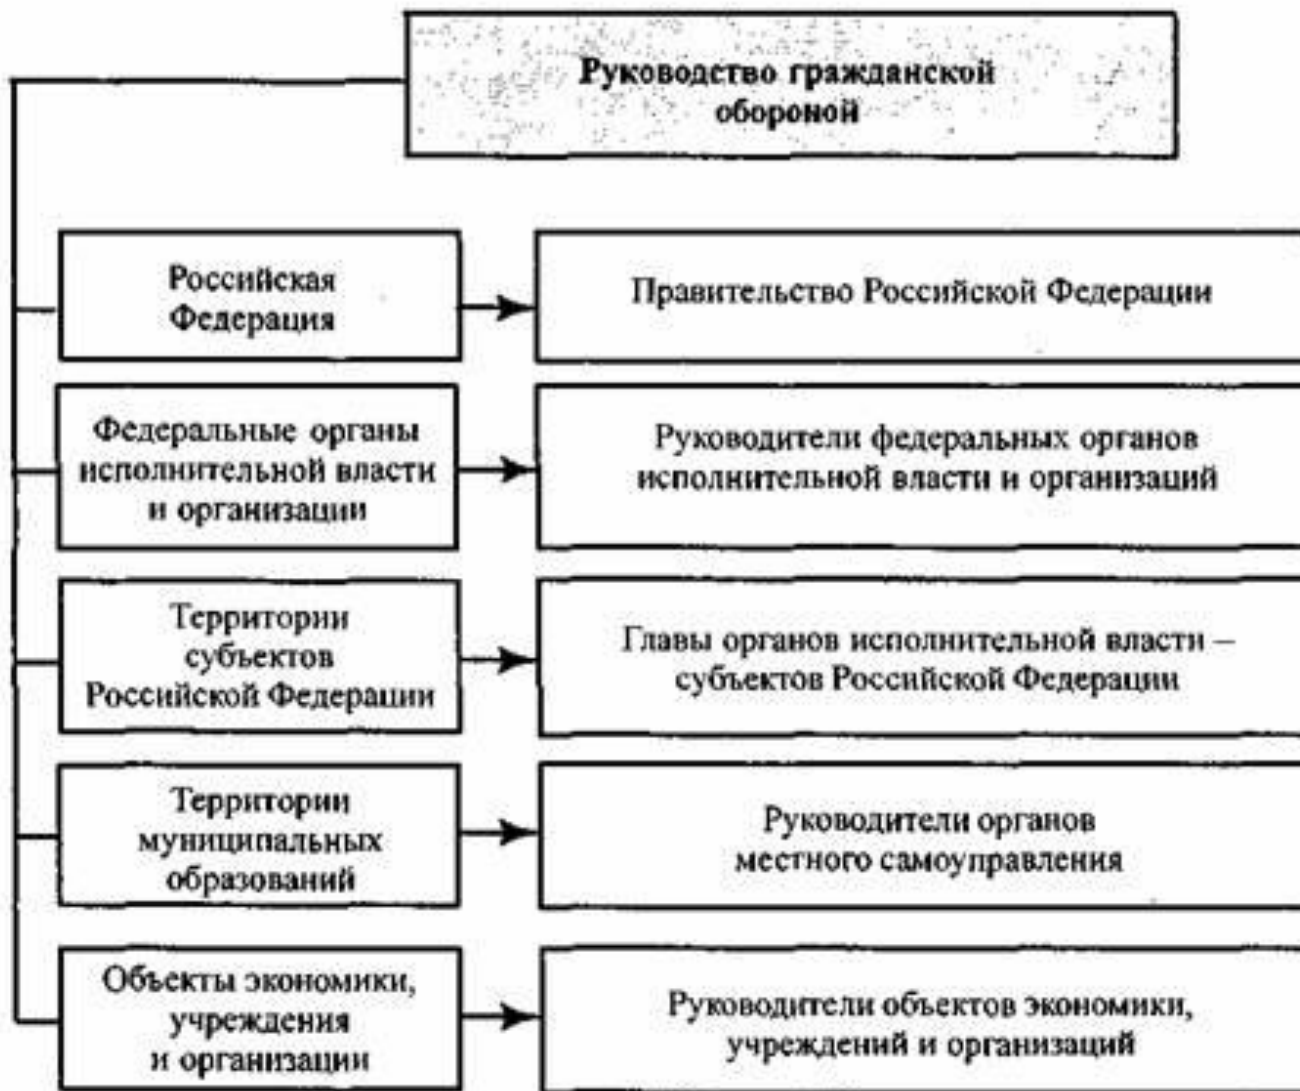 Руководство гражданской
обороной
Российская
Федерация
Правительство Российской Федерации
Федеральные органы
исполнительной власти
и организации
Руководители федеральных органов
исполнительной власти и организаций
Территории
субъектов
Российской Федерации
Главы органов исполнительной власти –
субъектов Российской Федерации
Территории
муниципальных
образований
Руководители органов
местного самоуправления
Объекты экономики,
учреждения
и организации
Руководители объектов экономики,
учреждений и организаций